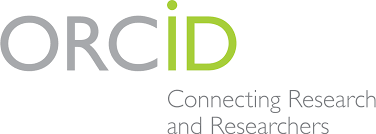 ORCiD
Connecting Research
and Researchers